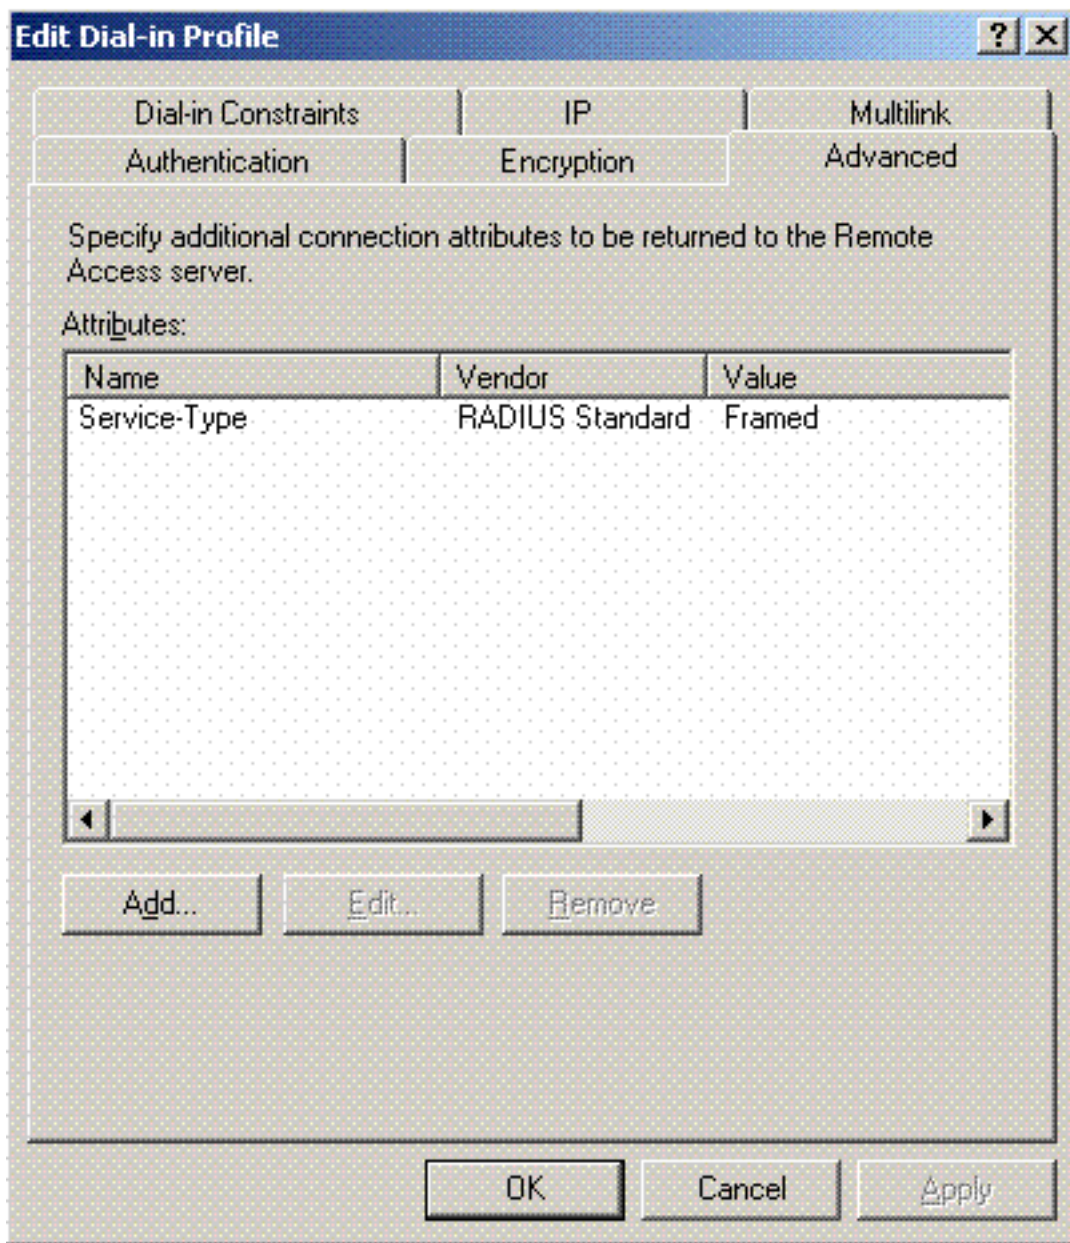 Edit Dial-in Profile
Dial-in Constraints IP Multilink
Authentication Encryption Advanced
Specify additional connection attributes to be returned to the Remote
Access server.
Attributes:
Name Vendor Value
Service-Type RADIUS Standard Framed
Add... Edit... Remove
OK Cancel Apply